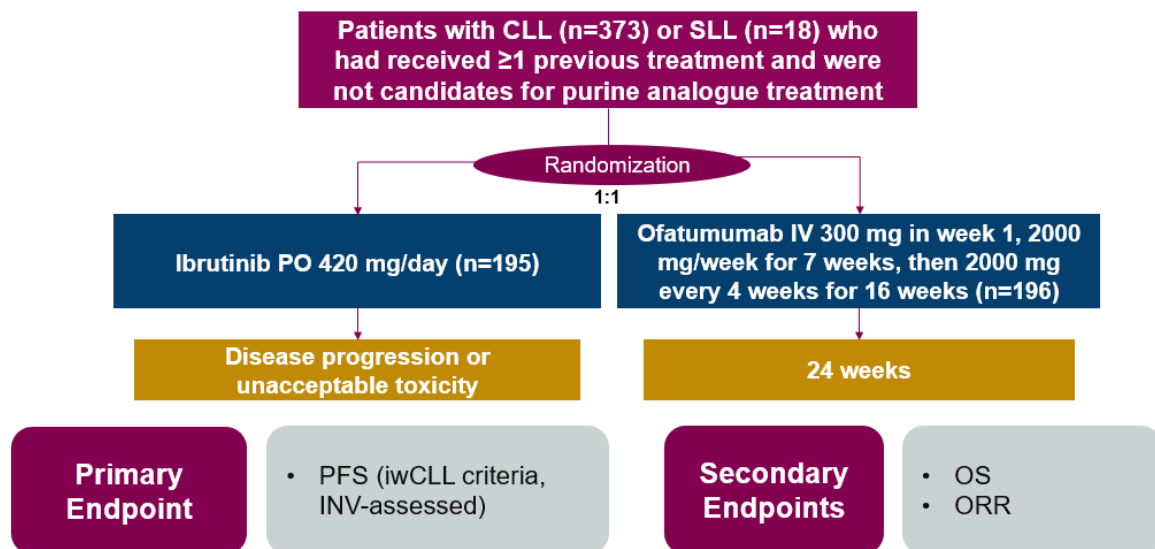 Patients with CLL (n=373) or SLL (n=18) who
had received ≥1 previous treatment and were
not candidates for purine analogue treatment
Randomization
1:1
Ibrutinib PO 420 mg/day (n=195)
Ofatumumab IV 300 mg in week 1, 2000
mg/week for 7 weeks, then 2000 mg
every 4 weeks for 16 weeks (n=196)
Disease progression or
unacceptable toxicity
24 weeks
Primary
Endpoint
• PFS (iwCLL criteria,
INV-assessed)
Secondary
Endpoints
• OS
• ORR